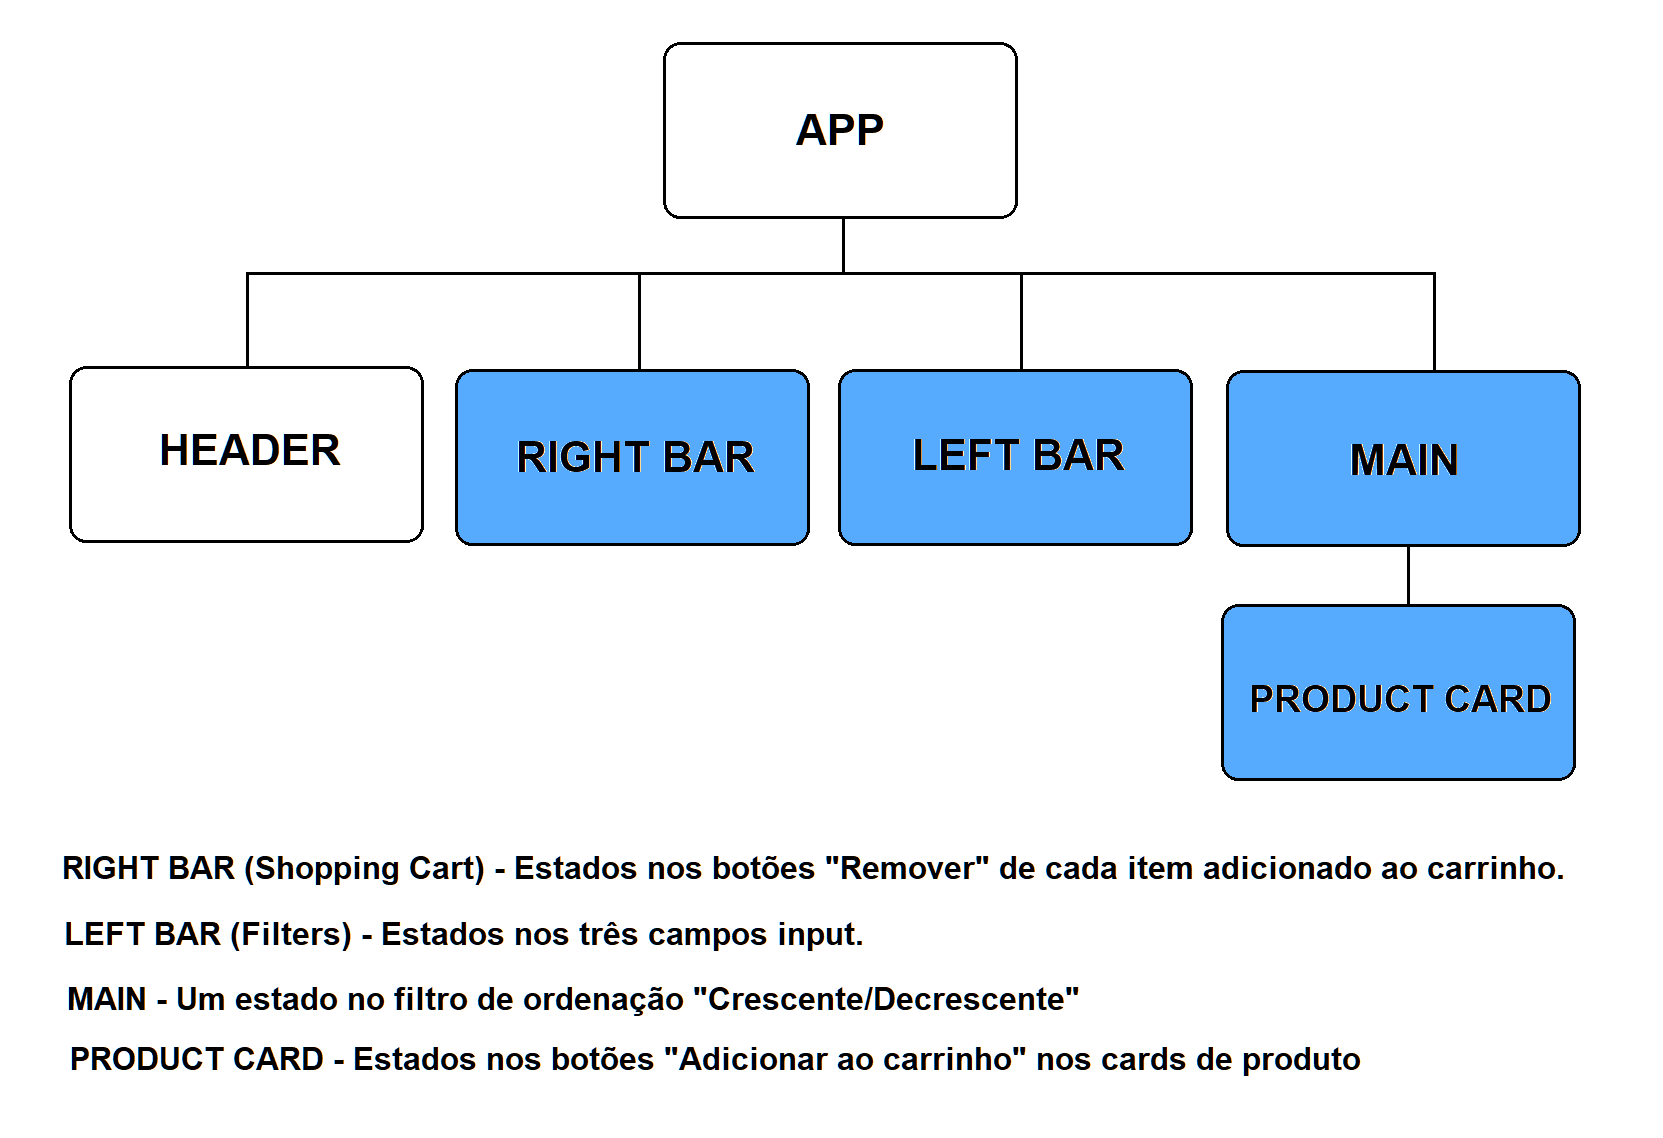 APP
HEADER
RIGHT BAR
LEFT BAR
MAIN
PRODUCT CARD
RIGHT BAR (Shopping Cart) - Estados nos botões "Remover" de cada item adicionado ao carrinho.
LEFT BAR (Filters) - Estados nos três campos input.
MAIN - Um estado no filtro de ordenação "Crescente/Decrescente"
PRODUCT CARD - Estados nos botões "Adicionar ao carrinho" nos cards de produto